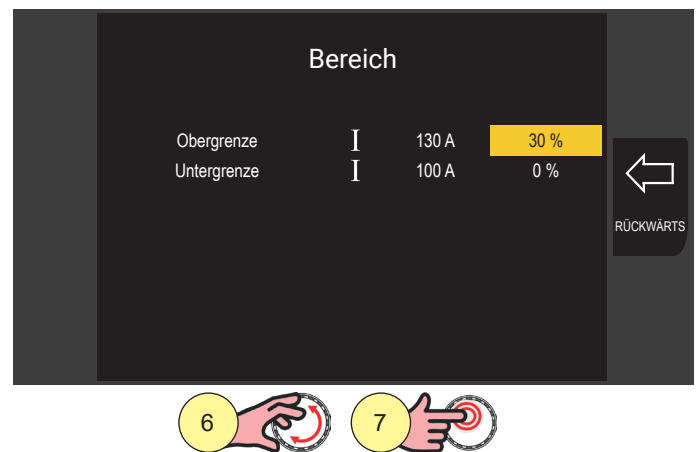 Bereich
Obergrenze I 130 A 30 %
Untergrenze I 100 A 0 %
RÜCKWÄRTS
6 7